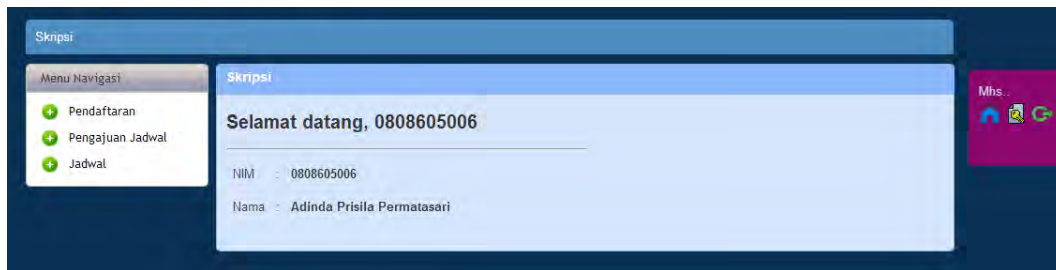 Skripsi
Menu Navigasi
Pendaftaran
Pengajuan Jadwal
Jadwal
Skripsi
Selamat datang, 0808605006
NIM : 0808605006
Nama : Adinda Prisila Permatasari
Mhs..